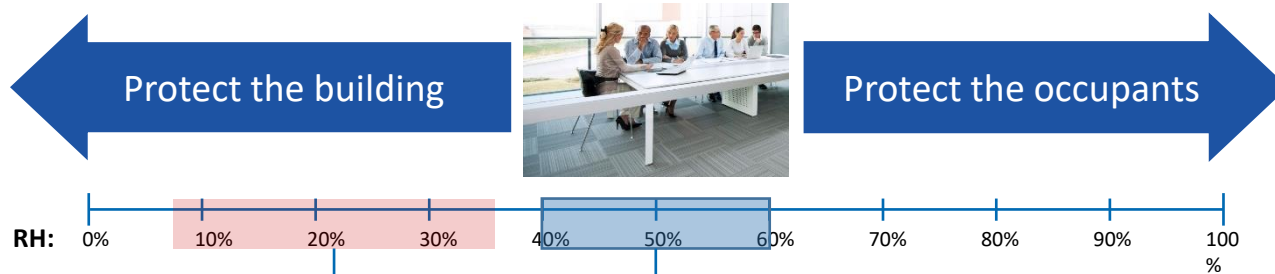 Protect the building
Protect the occupants
RH: 0% 10% 20% 30% 40% 50% 60% 70% 80% 90% 100
%